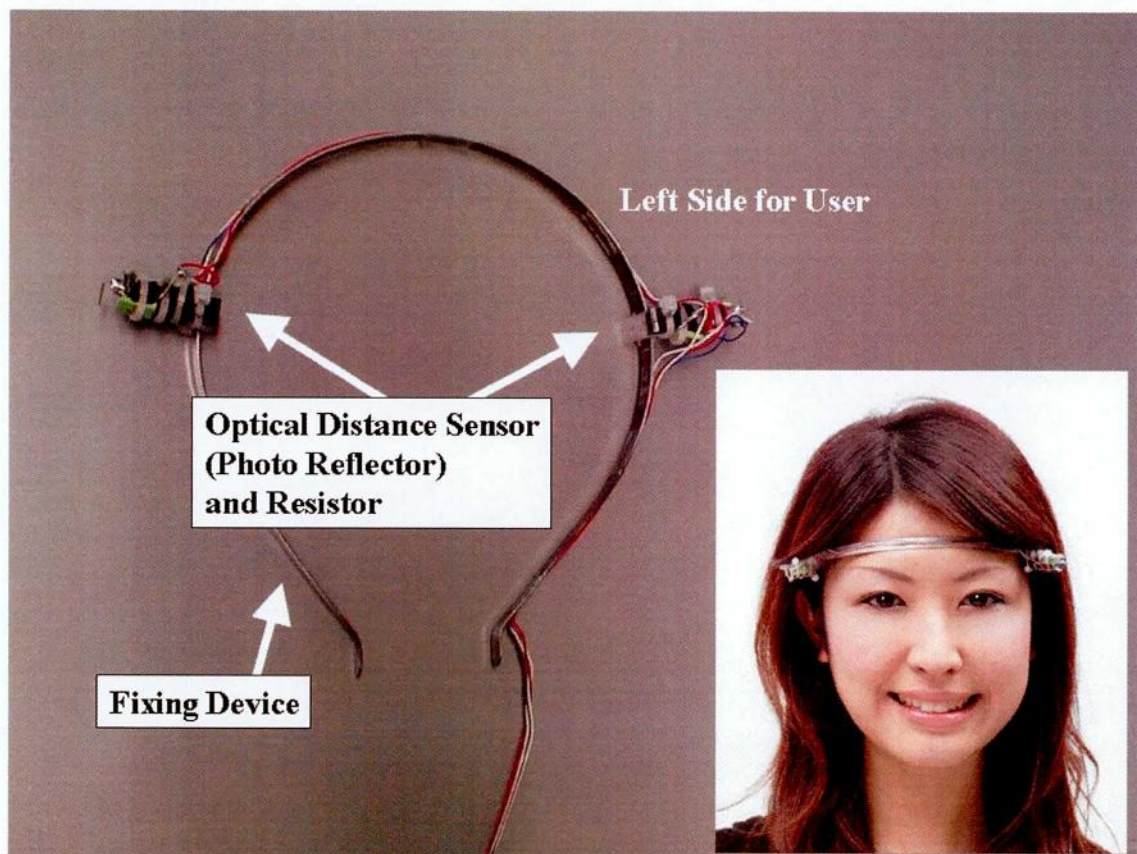 Left Side for User
Optical Distance Sensor
(Photo Reflector)
and Resistor
Fixing Device